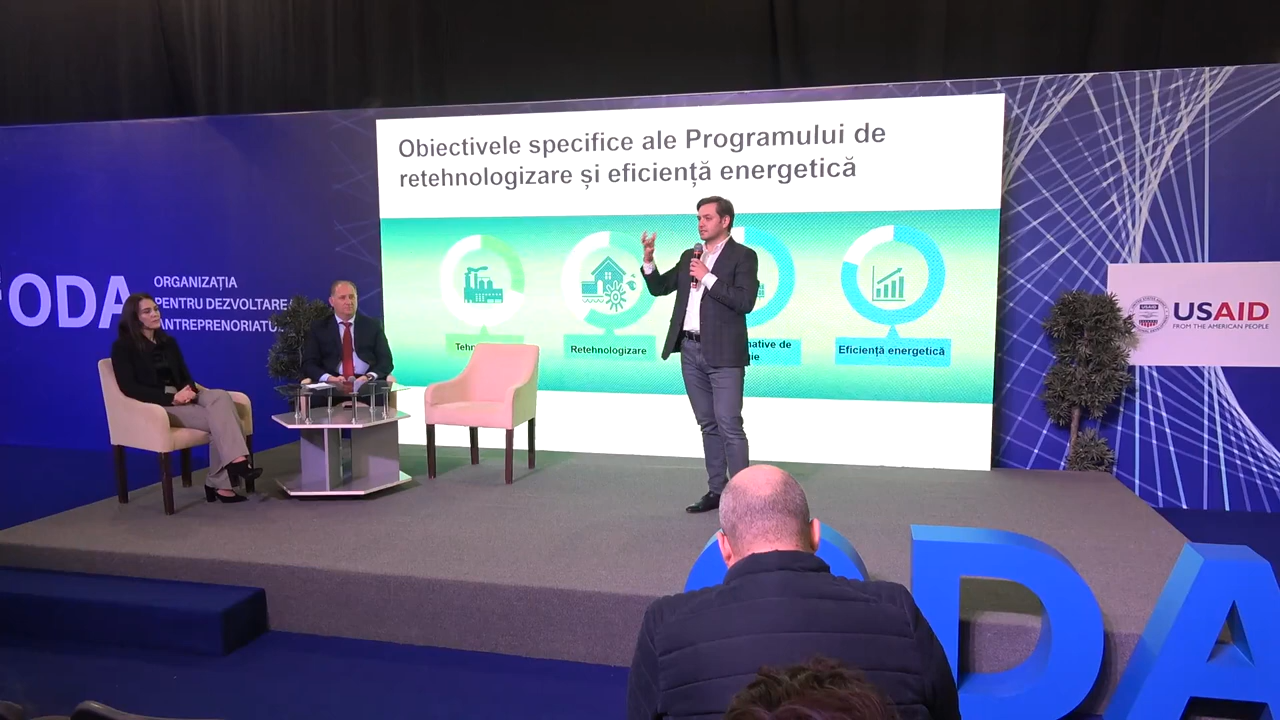 Obiectivele specifice ale Programului de
retehnologizare și eficiență energetică
Retehnologizare
Eficiență energetică
ODA
ORGANIZAȚIA
PENTRU DEZVOLTAREA
ANTREPRENORIATULUI
USAID
FROM THE AMERICAN PEOPLE
ODA